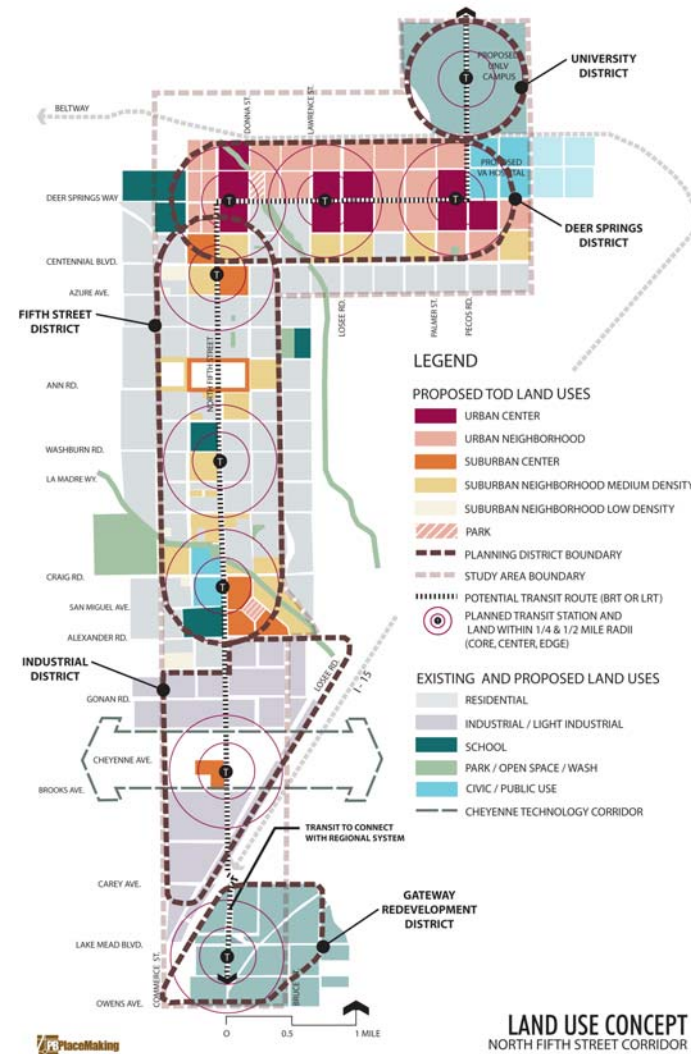 PROPOSED
UNLV
CAMPUS
UNIVERSITY
DISTRICT
BELTWAY
DONNA ST.
LAWRENCE ST.
PROPOSED
VA HOSPITAL
DEER SPRINGS WAY
DEER SPRINGS
DISTRICT
CENTENNIAL BLVD.
AZURE AVE.
FIFTH STREET
DISTRICT
NORTH FIFTH STREET
LOSEE RD.
PALMER ST.
PECOS RD.
ANN RD.
WASHBURN RD.
LA MADRE WY.
CRAIG RD.
SAN MIGUEL AVE.
ALEXANDER RD.
INDUSTRIAL
DISTRICT
GONAN RD.
LOSEE RD.
I - 15
CHEYENNE AVE.
BROOKS AVE.
TRANSIT TO CONNECT
WITH REGIONAL SYSTEM
CAREY AVE.
GATEWAY
REDEVELOPMENT
DISTRICT
LAKE MEAD BLVD.
COMMERCE ST.
BRUCE ST.
OWENS AVE.
LEGEND
PROPOSED TOD LAND USES
URBAN CENTER
URBAN NEIGHBORHOOD
SUBURBAN CENTER
SUBURBAN NEIGHBORHOOD MEDIUM DENSITY
SUBURBAN NEIGHBORHOOD LOW DENSITY
PARK
PLANNING DISTRICT BOUNDARY
STUDY AREA BOUNDARY
POTENTIAL TRANSIT ROUTE (BRT OR LRT)
PLANNED TRANSIT STATION AND
LAND WITHIN 1/4 & 1/2 MILE RADII
(CORE, CENTER, EDGE)
EXISTING AND PROPOSED LAND USES
RESIDENTIAL
INDUSTRIAL / LIGHT INDUSTRIAL
SCHOOL
PARK / OPEN SPACE / WASH
CIVIC / PUBLIC USE
CHEYENNE TECHNOLOGY CORRIDOR
0 0.5 1 MILE
PB PlaceMaking
LAND USE CONCEPT
NORTH FIFTH STREET CORRIDOR
T
T
T
T
T
T
T
T
T